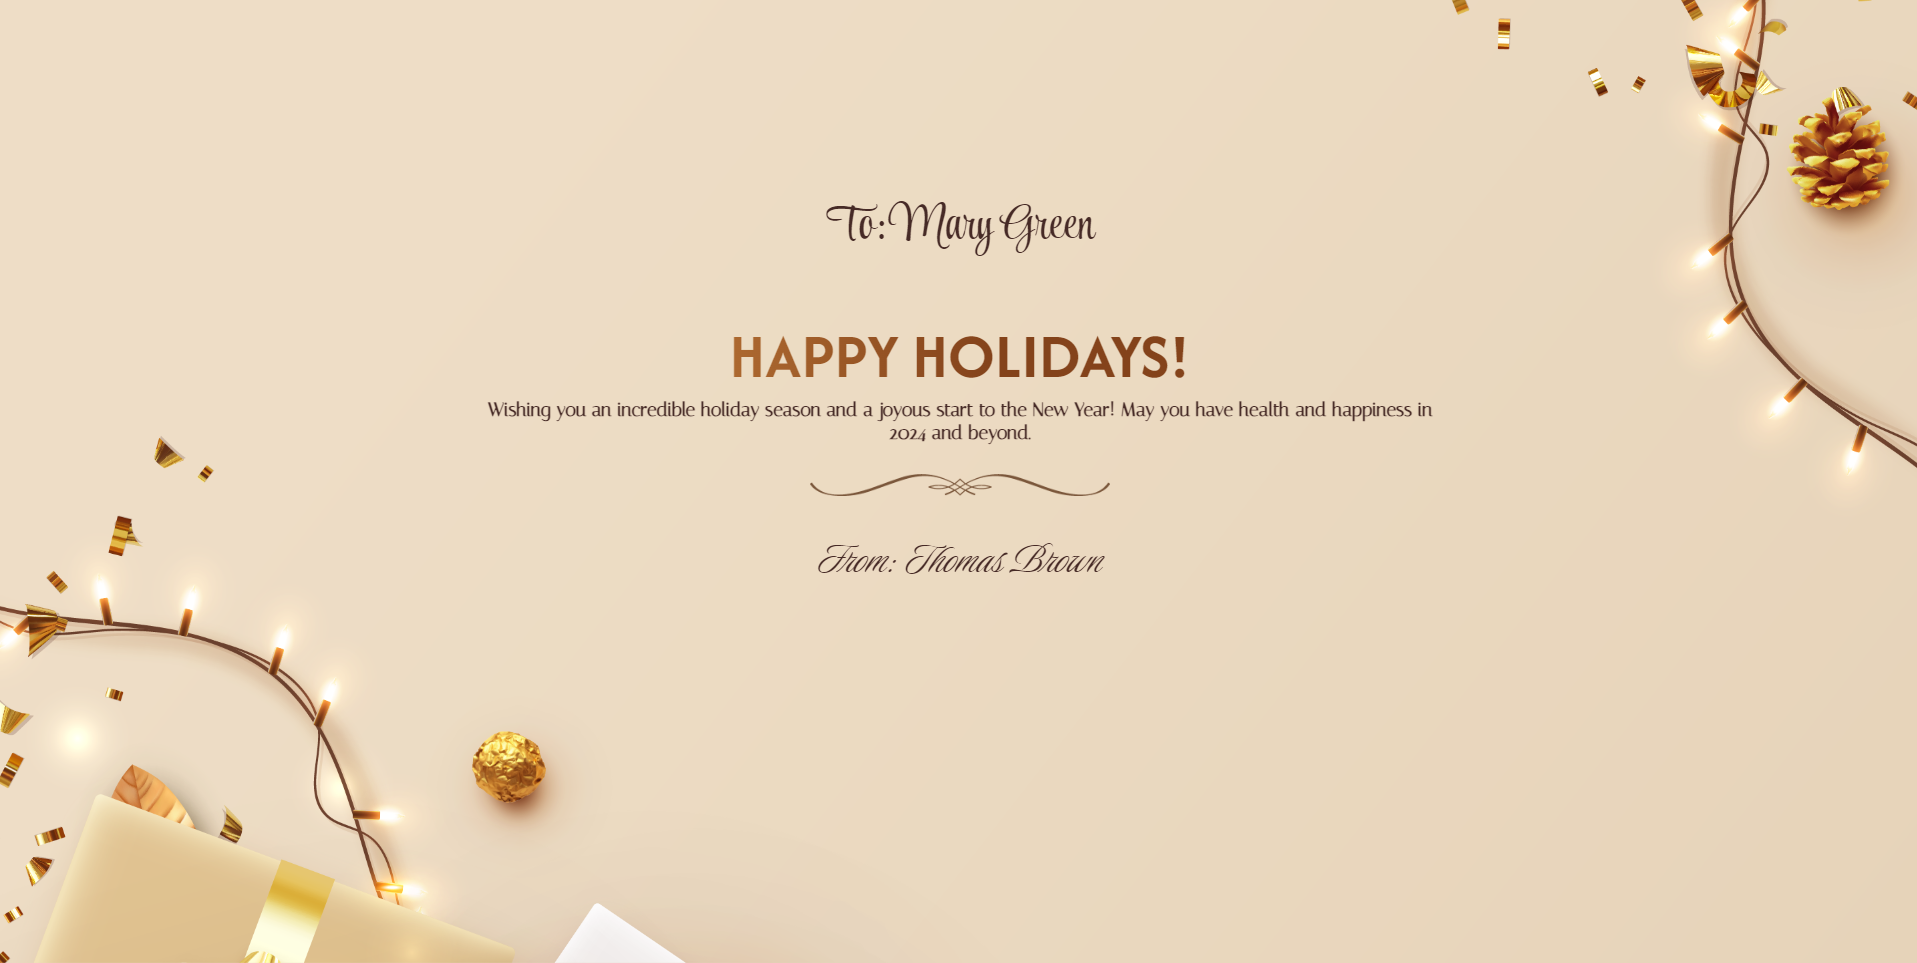 To: Mary Green
HAPPY HOLIDAYS!
Wishing you an incredible holiday season and a joyous start to the New Year! May you have health and happiness in
2024 and beyond.
From: Thomas Brown